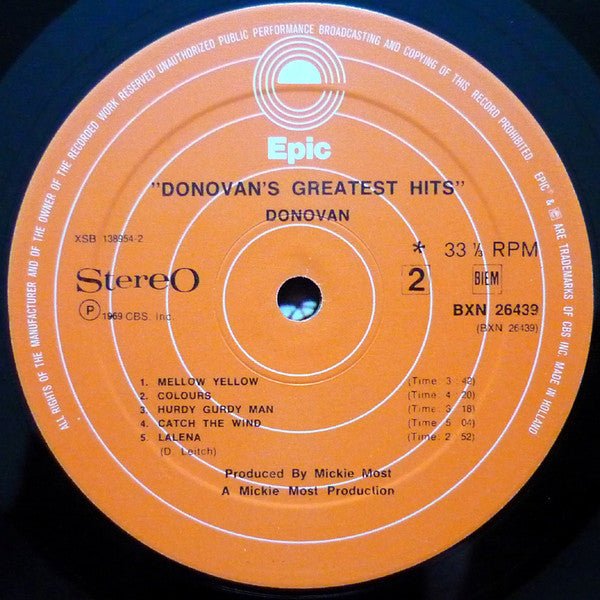 ALL RIGHTS OF THE MANUFACTURER AND OF THE OWNER OF THE RECORDED WORK RESERVED UNAUTHORIZED PUBLIC PERFORMANCE BROADCASTING AND COPYING OF THIS RECORD PROHIBITED. EPIC® & ARE TRADEMARKS OF CBS INC. MADE IN HOLLAND
Epic
"DONOVAN'S GREATEST HITS"
DONOVAN
XSB 138954-2
* 33 ⅓ RPM
Stereo 2 BIEM
Ⓟ 1969 CBS. Inc. BXN 26439
(BXN 26439)
1. MELLOW YELLOW (Time 3 42)
2. COLOURS (Time 4 20)
3. HURDY GURDY MAN (Time 3 18)
4. CATCH THE WIND (Time 5 04)
5. LALENA (Time 2 52)
(D. Leitch)
Produced By Mickie Most
A Mickie Most Production